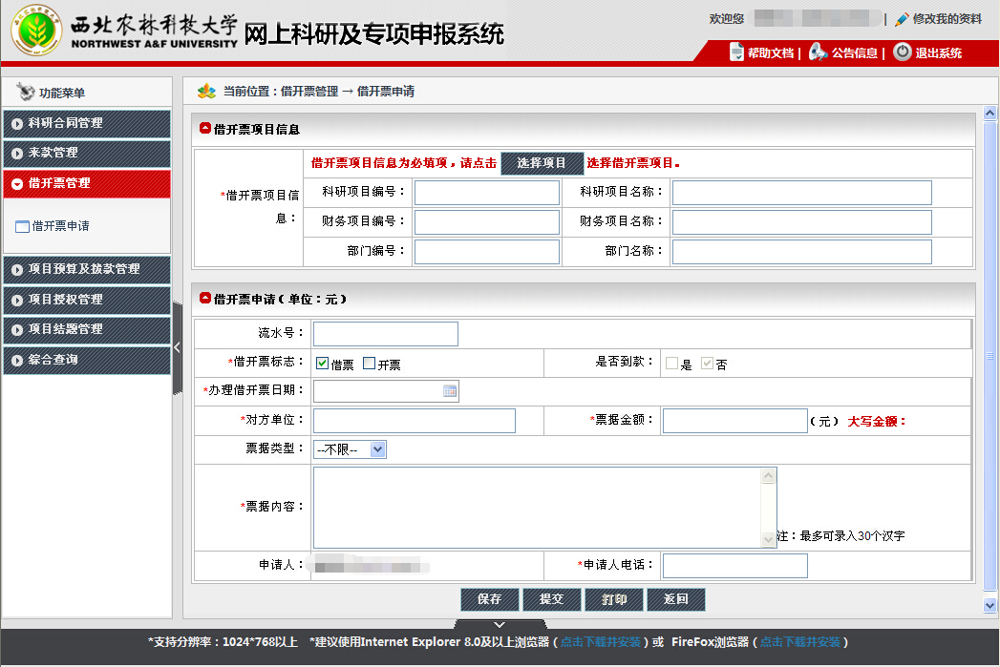 西北农林科技大学
NORTHWEST A&F UNIVERSITY
网上科研及专项申报系统
欢迎您 | 修改我的资料
帮助文档 | 公告信息 | 退出系统
功能菜单
科研合同管理
来款管理
借开票管理
借开票申请
项目预算及拨款管理
项目授权管理
项目结题管理
综合查询
当前位置：借开票管理 → 借开票申请
借开票项目信息
*借开票项目信息：
借开票项目信息为必填项，请点击 选择项目 选择借开票项目。
科研项目编号： 科研项目名称：
财务项目编号： 财务项目名称：
部门编号： 部门名称：
借开票申请（单位：元）
流水号：
*借开票标志： 借票 开票 是否到款： 是 否
*办理借开票日期：
*对方单位： *票据金额： （元） 大写金额：
票据类型： --不限--
*票据内容： 注：最多可录入30个汉字
申请人： *申请人电话：
保存 提交 打印 返回
*支持分辨率：1024*768以上 *建议使用Internet Explorer 8.0及以上浏览器（点击下载并安装）或 FireFox浏览器（点击下载并安装）